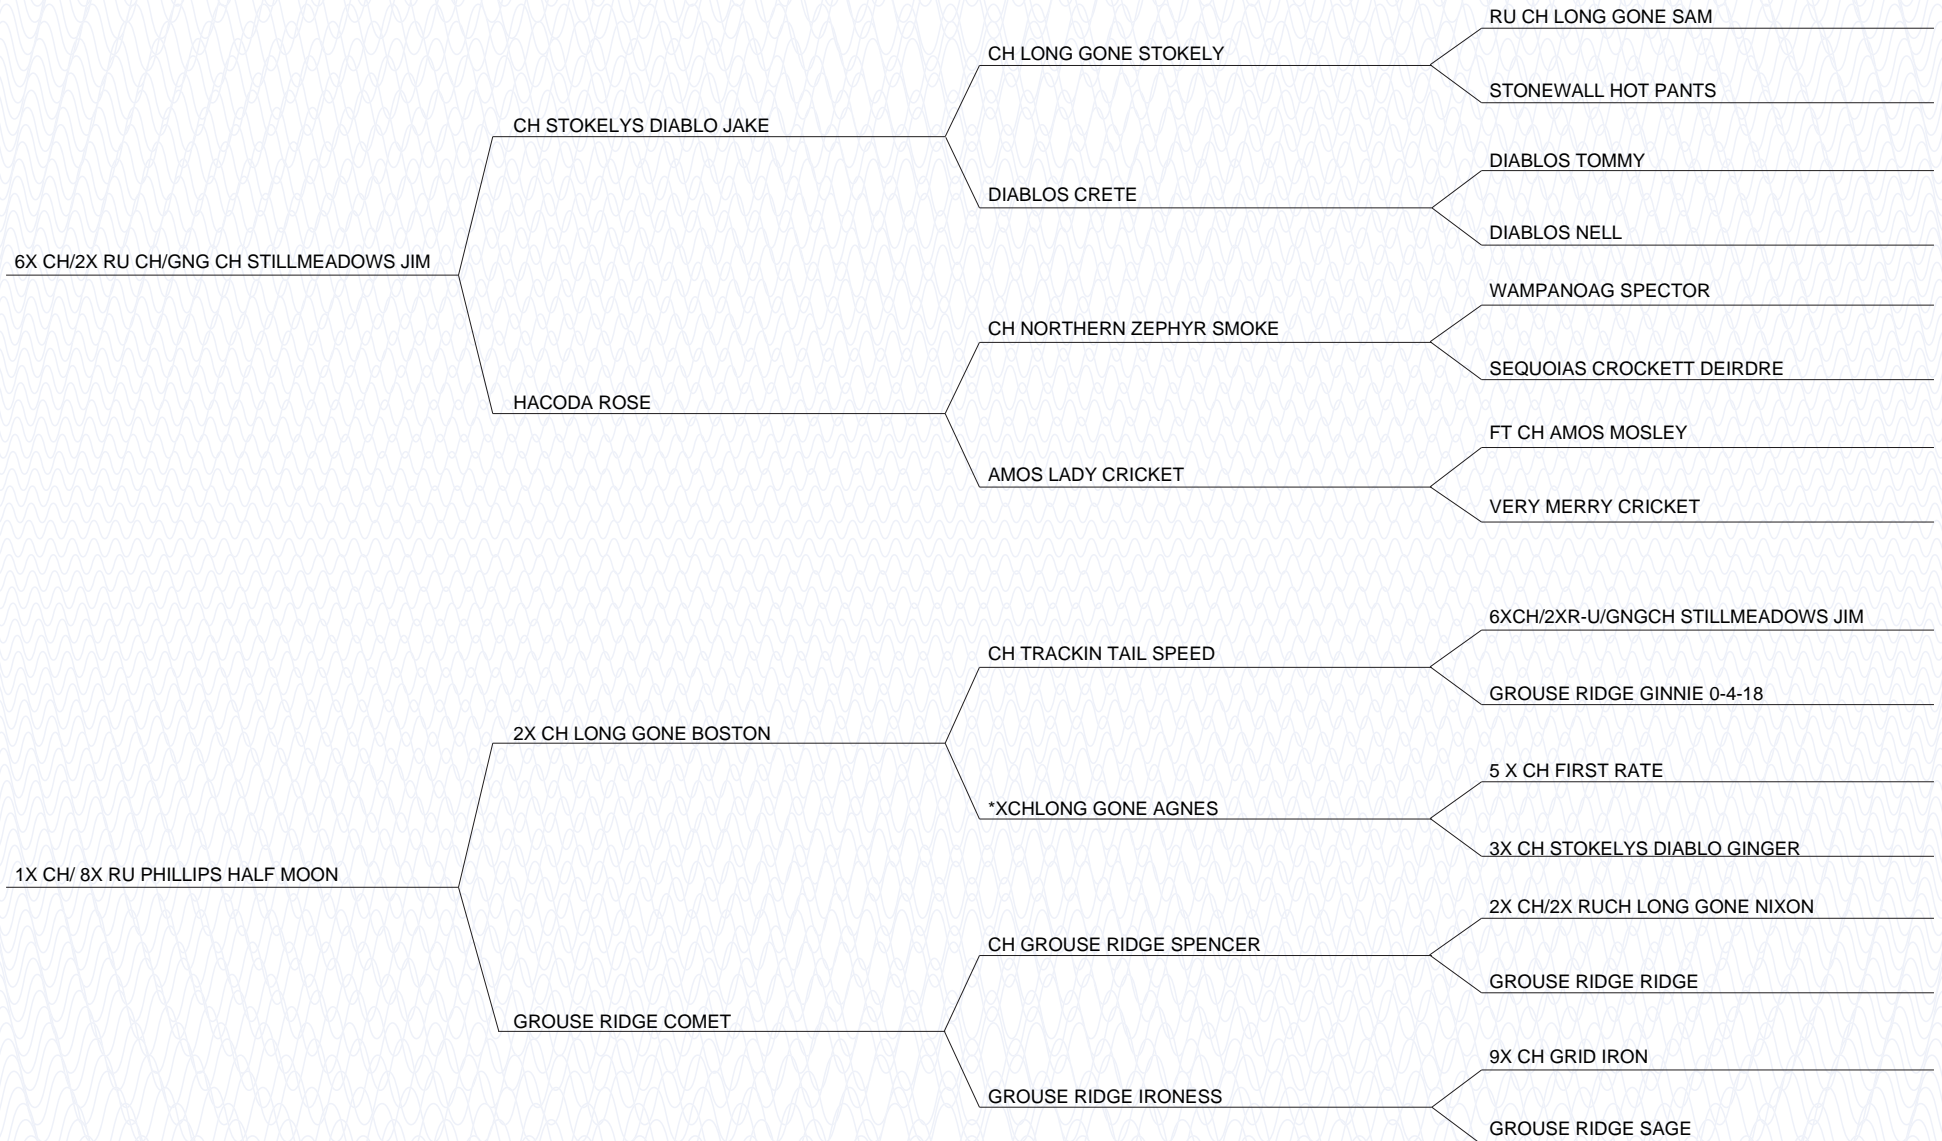 RU CH LONG GONE SAM
CH LONG GONE STOKELY
STONEWALL HOT PANTS
CH STOKELYS DIABLO JAKE
DIABLOS TOMMY
DIABLOS CRETE
DIABLOS NELL
6X CH/2X RU CH/GNG CH STILLMEADOWS JIM
WAMPANOAG SPECTOR
CH NORTHERN ZEPHYR SMOKE
SEQUOIAS CROCKETT DEIRDRE
HACODA ROSE
FT CH AMOS MOSLEY
AMOS LADY CRICKET
VERY MERRY CRICKET
6XCH/2XR-U/GNGCH STILLMEADOWS JIM
CH TRACKIN TAIL SPEED
GROUSE RIDGE GINNIE 0-4-18
2X CH LONG GONE BOSTON
5 X CH FIRST RATE
*XCHLONG GONE AGNES
3X CH STOKELYS DIABLO GINGER
1X CH/ 8X RU PHILLIPS HALF MOON
2X CH/2X RUCH LONG GONE NIXON
CH GROUSE RIDGE SPENCER
GROUSE RIDGE RIDGE
GROUSE RIDGE COMET
9X CH GRID IRON
GROUSE RIDGE IRONESS
GROUSE RIDGE SAGE